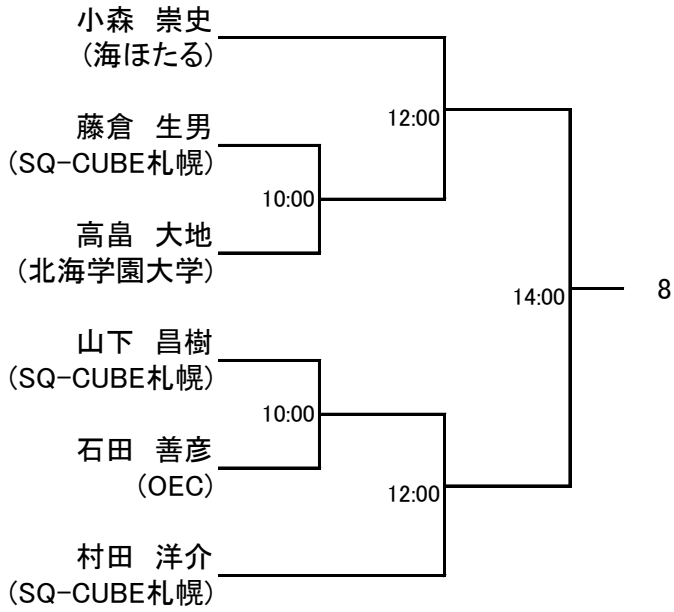 小森　崇史
(海ほたる)
12:00
藤倉　生男
(SQ-CUBE札幌)
10:00
高畠　大地
(北海学園大学)
14:00
8
山下　昌樹
(SQ-CUBE札幌)
10:00
石田　善彦
(OEC)
12:00
村田　洋介
(SQ-CUBE札幌)